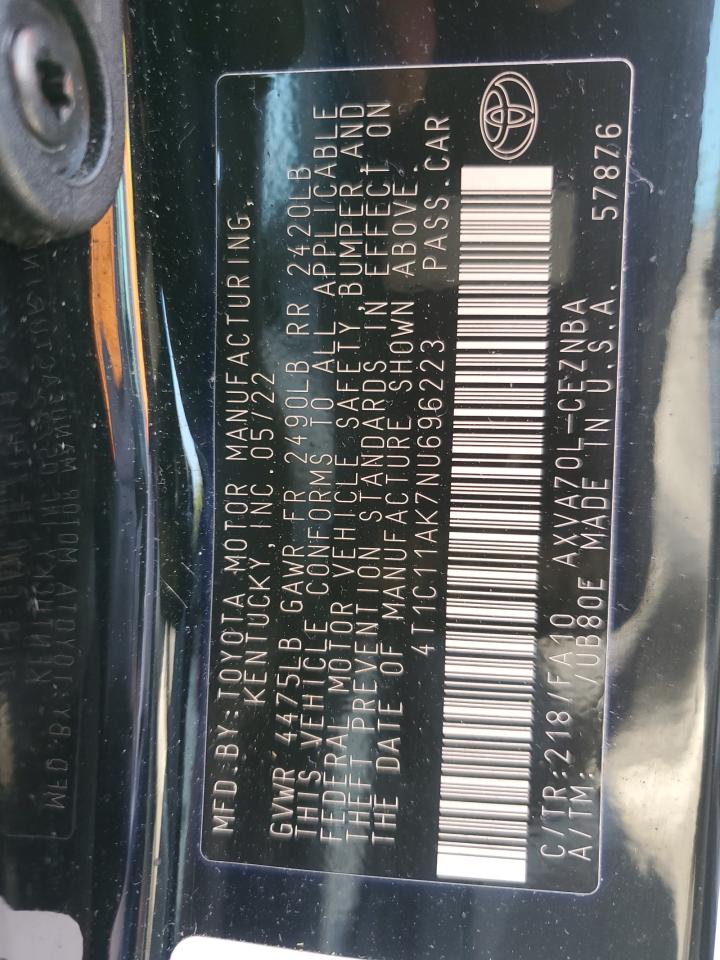 MFD.BY:TOYOTA MOTOR MANUFACTURING,
KENTUCKY, INC.05/22
GVWR 4475LB GAWR FR 2490LB RR 2420LB
THIS VEHICLE CONFORMS TO ALL APPLICABLE
FEDERAL MOTOR VEHICLE SAFETY, BUMPER,AND
THEFT PREVENTION STANDARDS IN EFFECT ON
THE DATE OF MANUFACTURE SHOWN ABOVE.
4T1C11AK7NU696223 PASS.CAR
C/TR:218/FA10 AXVA70L-CEZNBA
A/TM: /UB80E MADE IN U.S.A. 57876